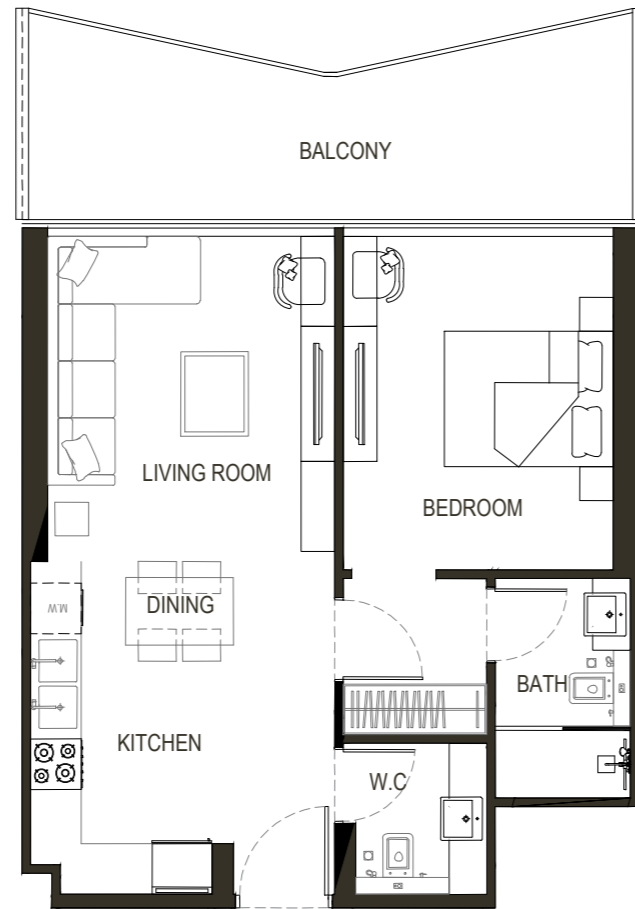 BALCONY
LIVING ROOM
BEDROOM
DINING
M.W
BATH
KITCHEN
W.C